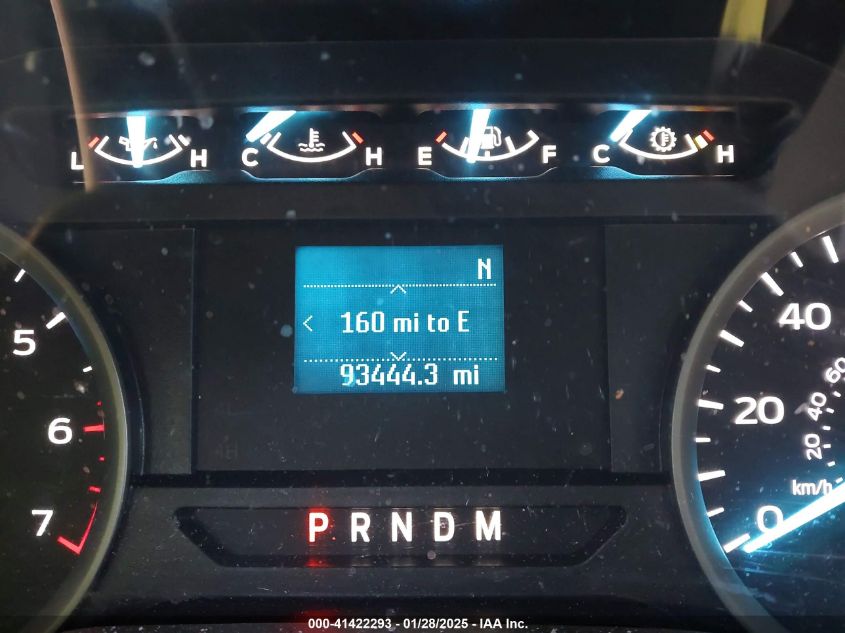 L H C H E F C H
N
160 mi to E
93444.3 mi
5
6
7
40
20
0
60
40
20
km/h
P R N D M
000-41422293 - 01/28/2025 - IAA Inc.